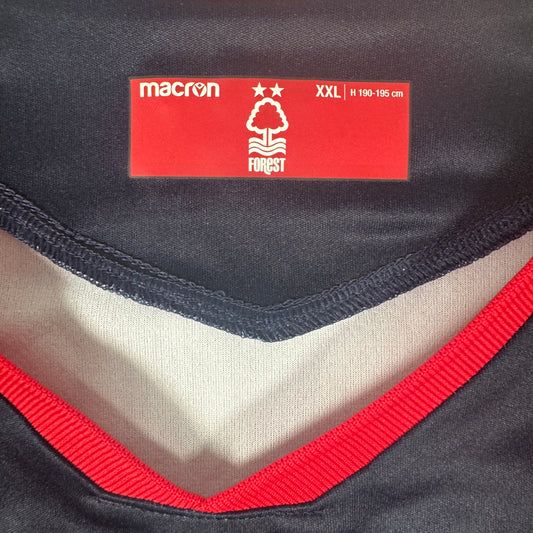 macron
XXL | H 190-195 cm
FOREST